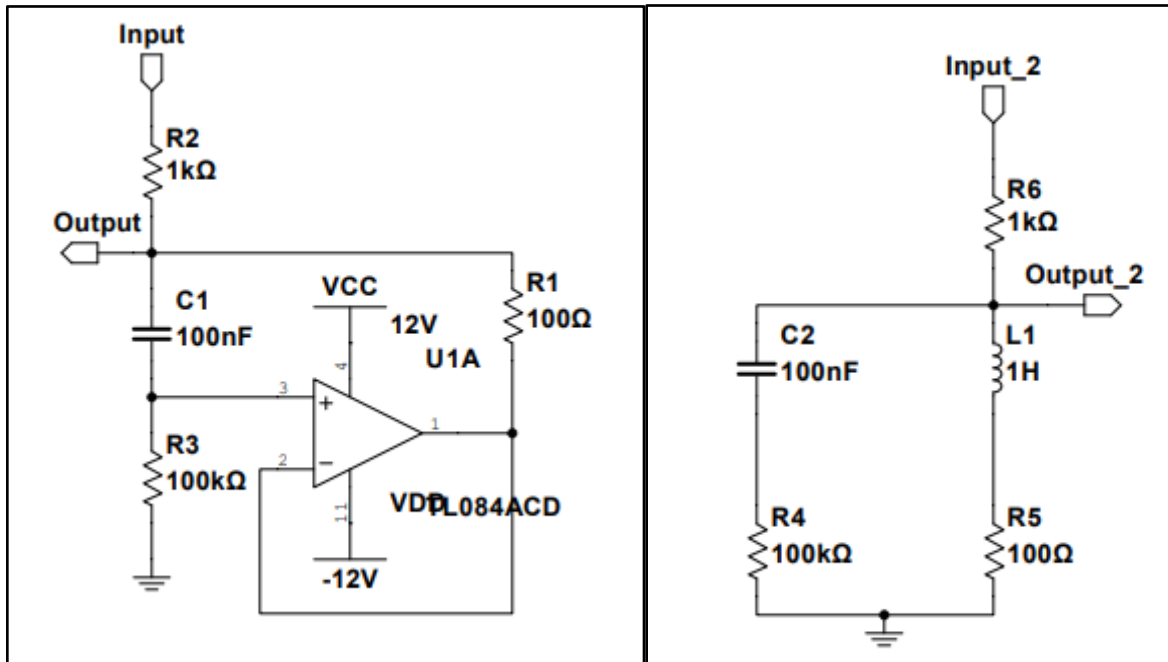 Input
R2
1kΩ
Output
C1
100nF
VCC
12V
R1
100Ω
U1A
4
3
+
1
2
−
R3
100kΩ
11
VDD
TL084ACD
-12V
Input_2
R6
1kΩ
Output_2
C2
100nF
L1
1H
R4
100kΩ
R5
100Ω